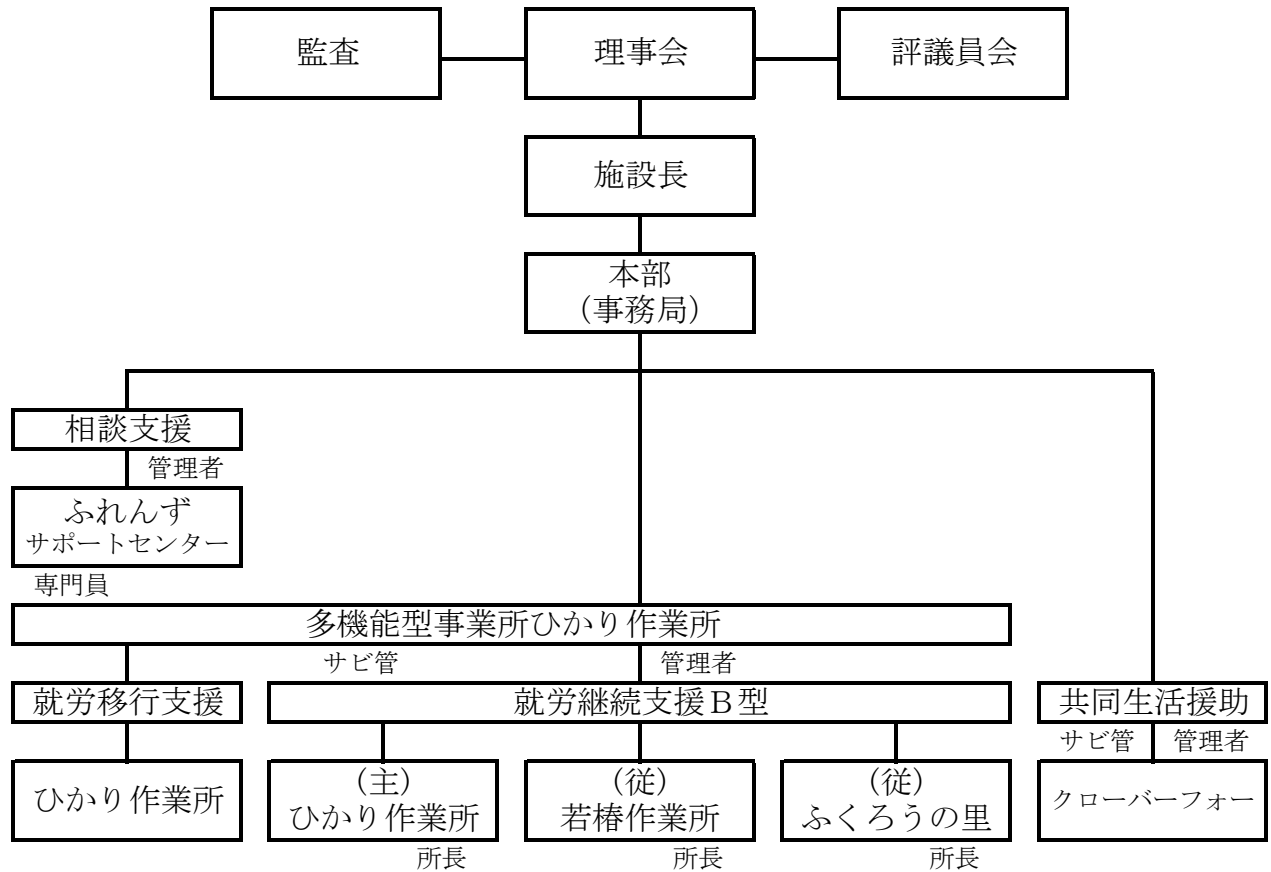 監査
理事会
評議員会
施設長
本部
（事務局）
相談支援
管理者
ふれんず
サポートセンター
専門員
多機能型事業所ひかり作業所
サビ管
管理者
就労移行支援
就労継続支援Ｂ型
共同生活援助
サビ管
管理者
ひかり作業所
（主）
ひかり作業所
（従）
若椿作業所
（従）
ふくろうの里
クローバーフォー
所長
所長
所長